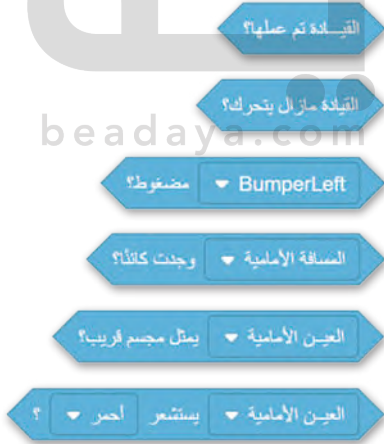 القيـــادة تم عملها؟
القيادة مازال يتحرك؟
beadaya.com
BumperLeft مضغوط؟
المسافة الأمامية وجدت كائنًا؟
العيـن الأمامية يمثل مجسم قريب؟
العيـن الأمامية يستشعر أحمر ؟